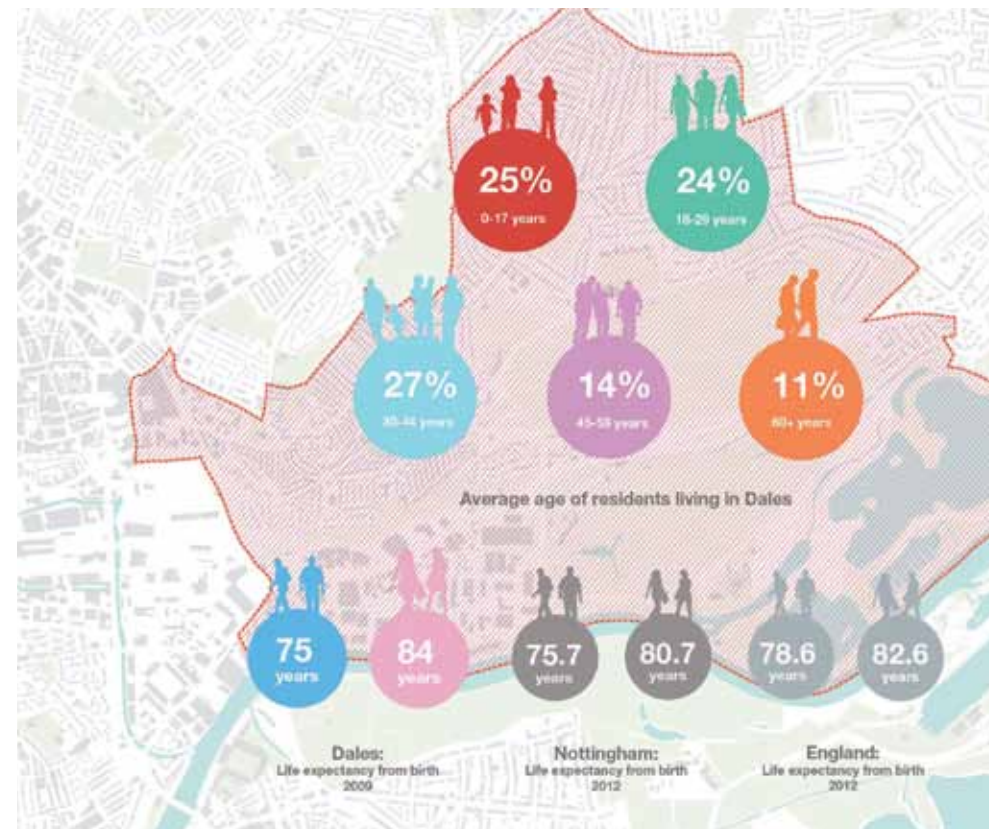 25%
0-17 years
24%
18-29 years
27%
30-44 years
14%
45-59 years
11%
60+ years
Average age of residents living in Dales
75
years
84
years
75.7
years
80.7
years
78.6
years
82.6
years
Dales:
Life expectancy from birth
2009
Nottingham:
Life expectancy from birth
2012
England:
Life expectancy from birth
2012